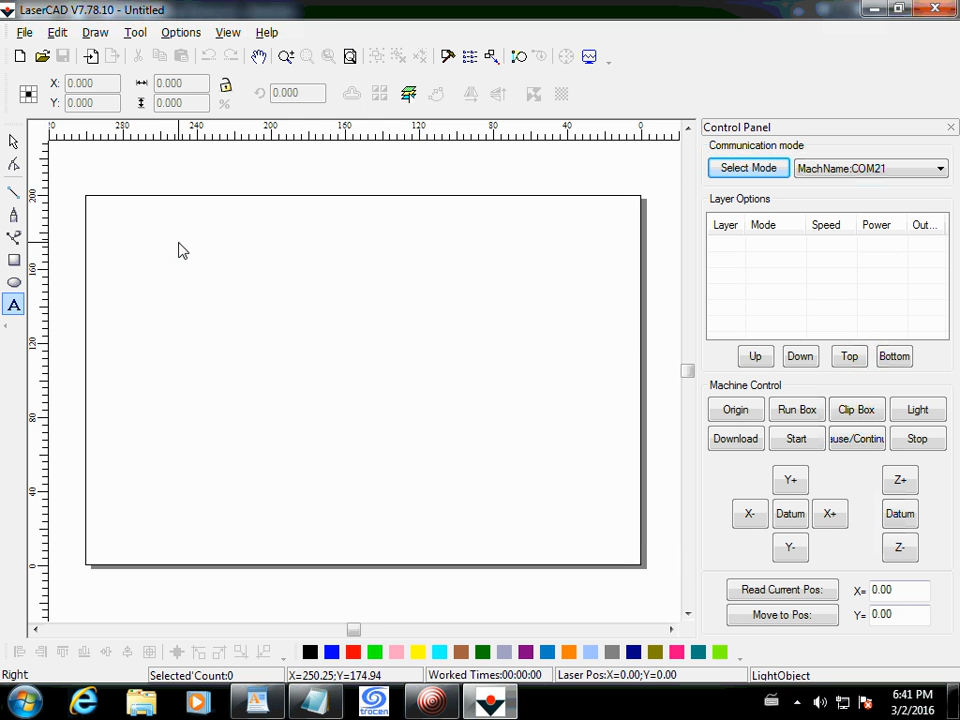 LaserCAD V7.78.10 - Untitled
File Edit Draw Tool Options View Help
X: 0.000 0.000
Y: 0.000 0.000 % 0.000
280 240 200 160 120 80 40 0
200
160
120
80
40
0
A
Control Panel
Communication mode
Select Mode MachName:COM21
Layer Options
Layer Mode Speed Power Out...
Up Down Top Bottom
Machine Control
Origin Run Box Clip Box Light
Download Start ause/Continu Stop
Y+ Z+
X- Datum X+ Datum
Y- Z-
Read Current Pos: X= 0.00
Move to Pos: Y= 0.00
Right Selected'Count:0 X=250.25;Y=174.94 Worked Times:00:00:00 Laser Pos:X=0.00;Y=0.00 LightObject
trocen
6:41 PM
3/2/2016